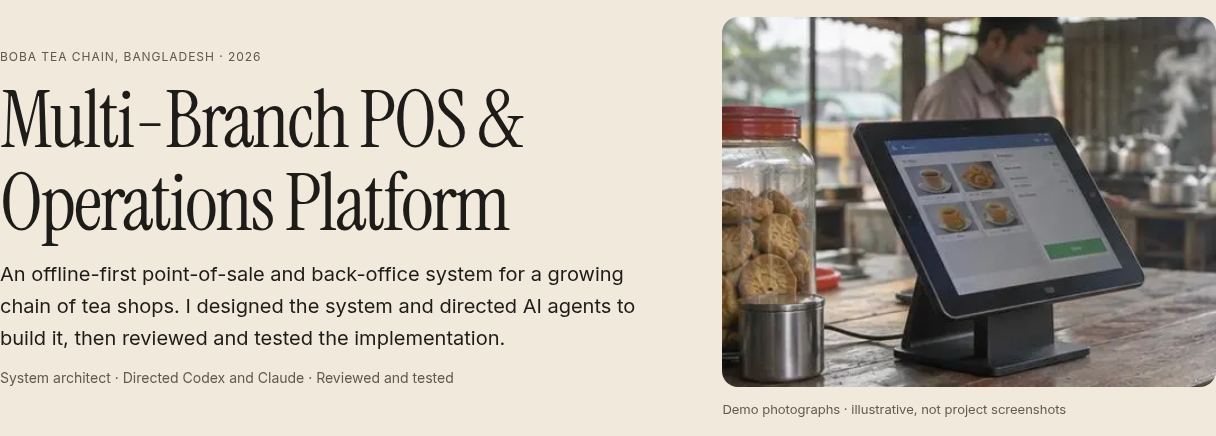 BOBA TEA CHAIN, BANGLADESH · 2026
Multi-Branch POS &
Operations Platform
An offline-first point-of-sale and back-office system for a growing
chain of tea shops. I designed the system and directed AI agents to
build it, then reviewed and tested the implementation.
System architect · Directed Codex and Claude · Reviewed and tested
Demo photographs · illustrative, not project screenshots